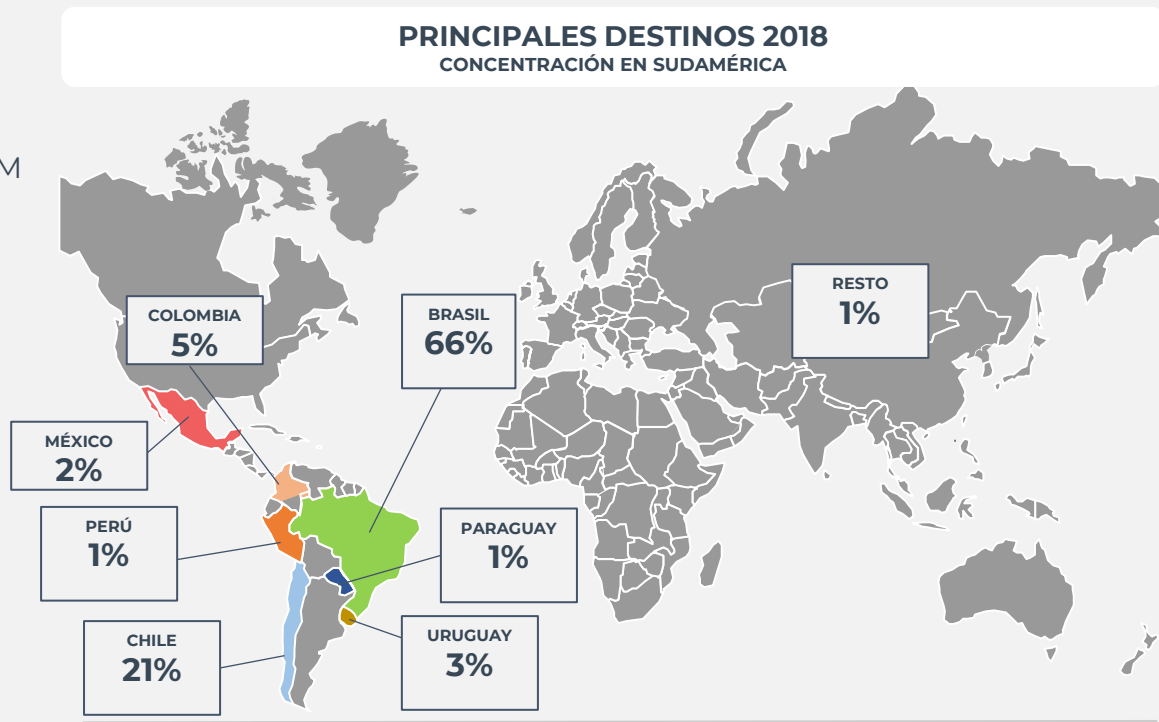 PRINCIPALES DESTINOS 2018
CONCENTRACIÓN EN SUDAMÉRICA
M
COLOMBIA
5%
BRASIL
66%
RESTO
1%
MÉXICO
2%
PERÚ
1%
PARAGUAY
1%
CHILE
21%
URUGUAY
3%